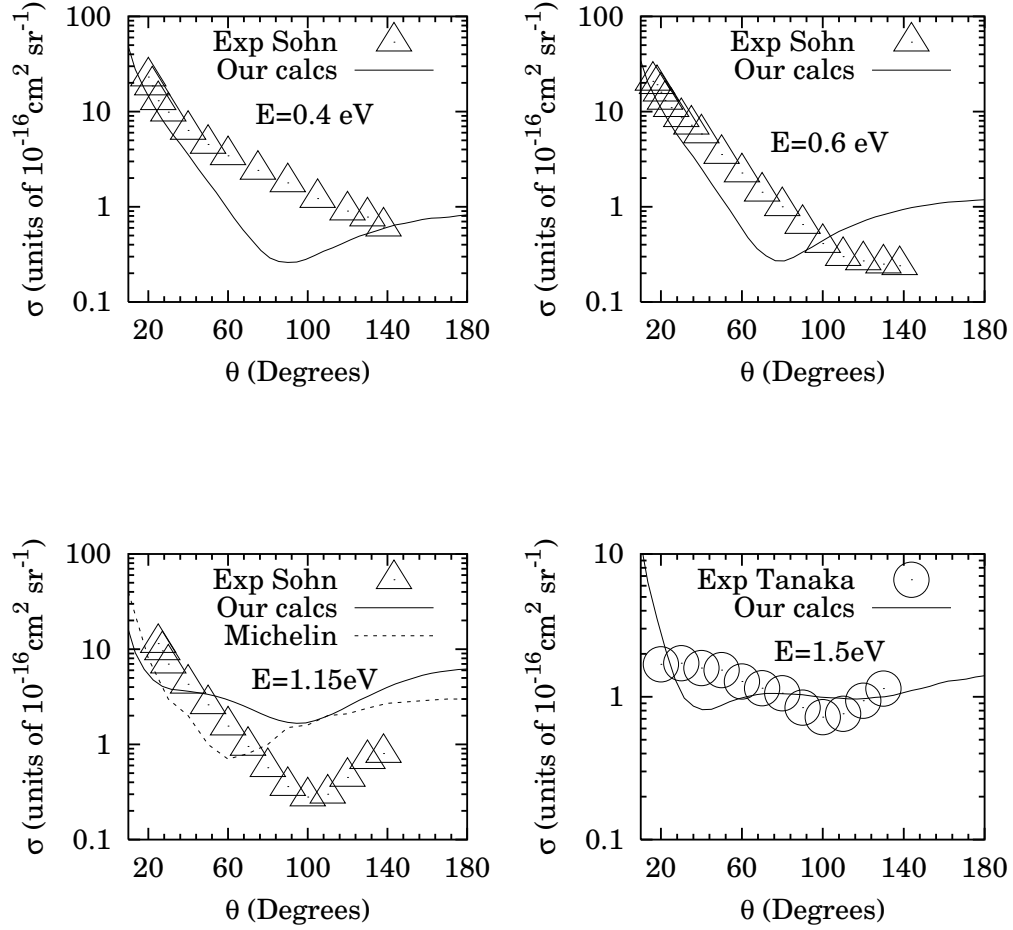 100
10
1
0.1
σ (units of 10⁻¹⁶cm² sr⁻¹)
Exp Sohn
Our calcs
E=0.4 eV
20 60 100 140 180
θ (Degrees)
100
10
1
0.1
σ (units of 10⁻¹⁶cm² sr⁻¹)
Exp Sohn
Our calcs
E=0.6 eV
20 60 100 140 180
θ (Degrees)
100
10
1
0.1
σ (units of 10⁻¹⁶cm² sr⁻¹)
Exp Sohn
Our calcs
Michelin
E=1.15eV
20 60 100 140 180
θ (Degrees)
10
1
0.1
σ (units of 10⁻¹⁶cm² sr⁻¹)
Exp Tanaka
Our calcs
E=1.5eV
20 60 100 140 180
θ (Degrees)